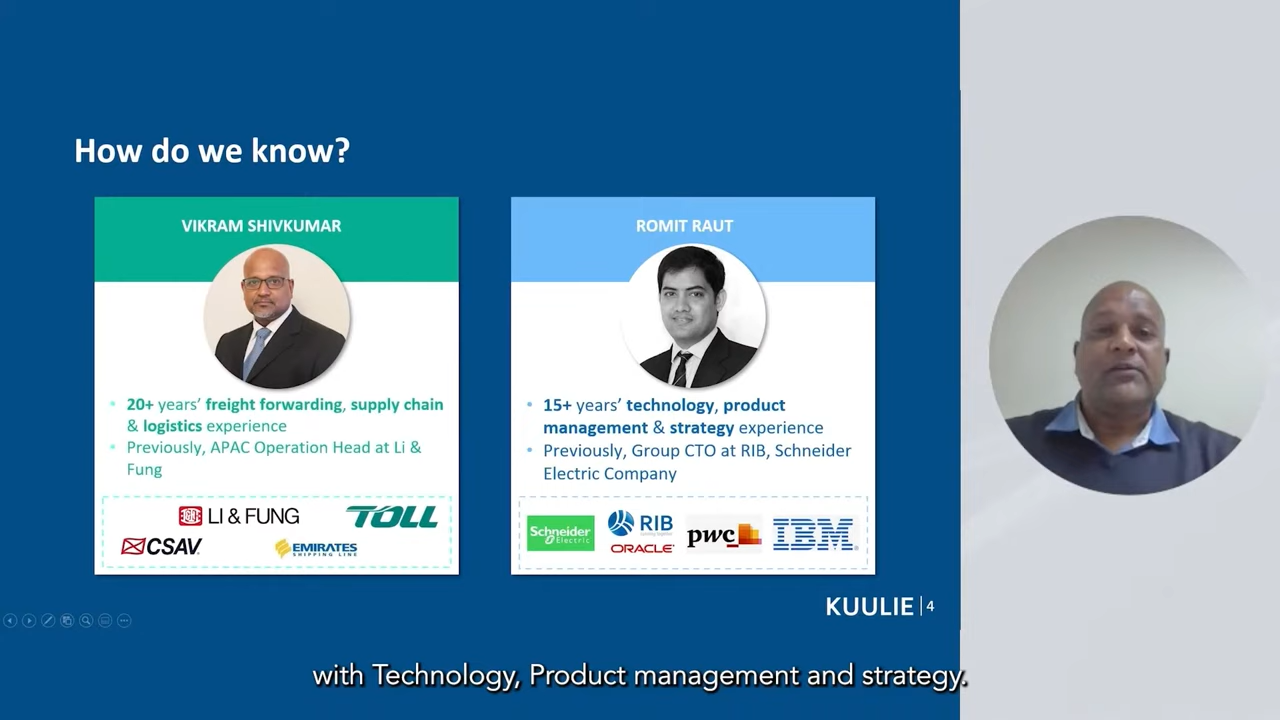 How do we know?
VIKRAM SHIVKUMAR
• 20+ years' freight forwarding, supply chain
& logistics experience
• Previously, APAC Operation Head at Li &
Fung
LI & FUNG
TOLL
CSAV
EMIRATES
SHIPPING LINE
ROMIT RAUT
• 15+ years' technology, product
management & strategy experience
• Previously, Group CTO at RIB, Schneider
Electric Company
Schneider
Electric
RIB
ORACLE
pwc
IBM
KUULIE | 4
with Technology, Product management and strategy.